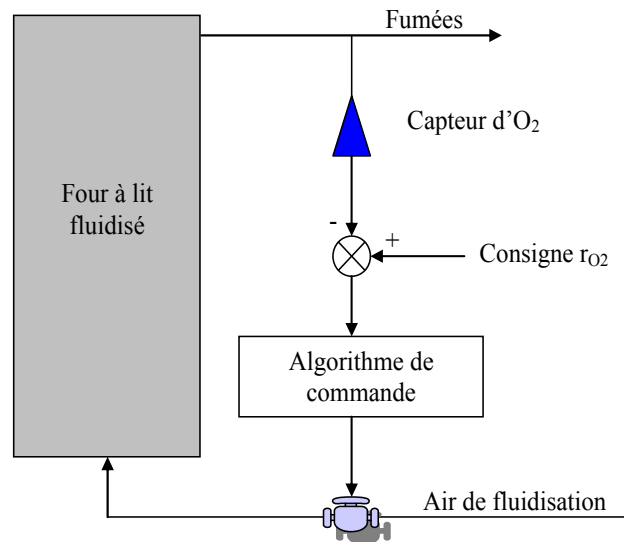 Fumées
Capteur d'O₂
Four à lit
fluidisé
-
+
Consigne rO2
Algorithme de
commande
Air de fluidisation